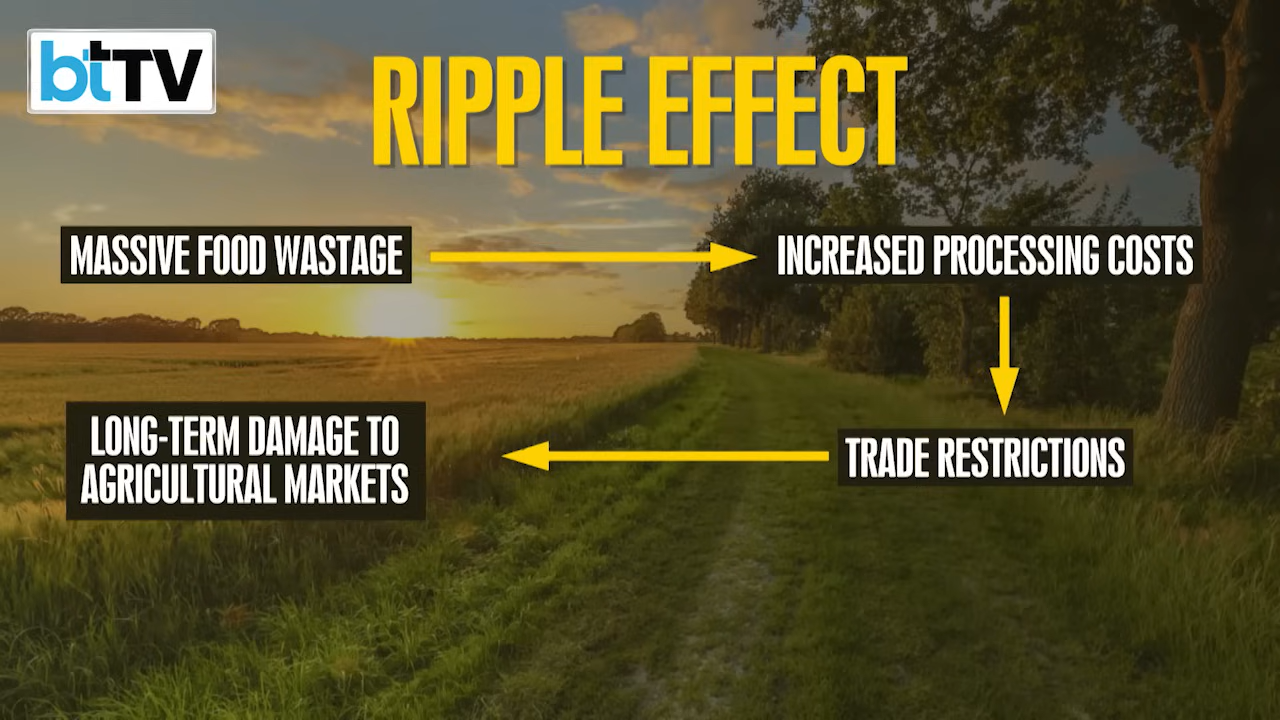 btTV
RIPPLE EFFECT
MASSIVE FOOD WASTAGE
INCREASED PROCESSING COSTS
TRADE RESTRICTIONS
LONG-TERM DAMAGE TO
AGRICULTURAL MARKETS